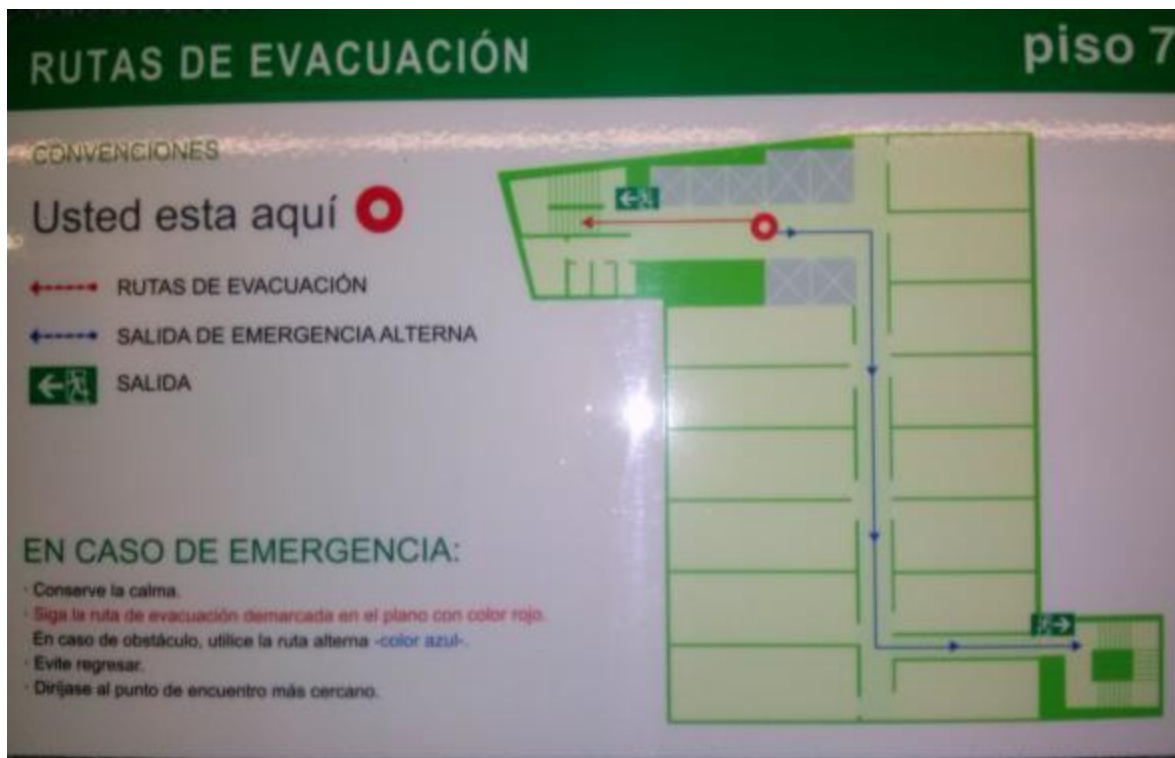 RUTAS DE EVACUACIÓN
piso 7
CONVENCIONES
Usted esta aquí
RUTAS DE EVACUACIÓN
SALIDA DE EMERGENCIA ALTERNA
SALIDA
EN CASO DE EMERGENCIA:
· Conserve la calma.
· Siga la ruta de evacuación demarcada en el plano con color rojo.
En caso de obstáculo, utilice la ruta alterna -color azul-.
· Evite regresar.
· Diríjase al punto de encuentro más cercano.